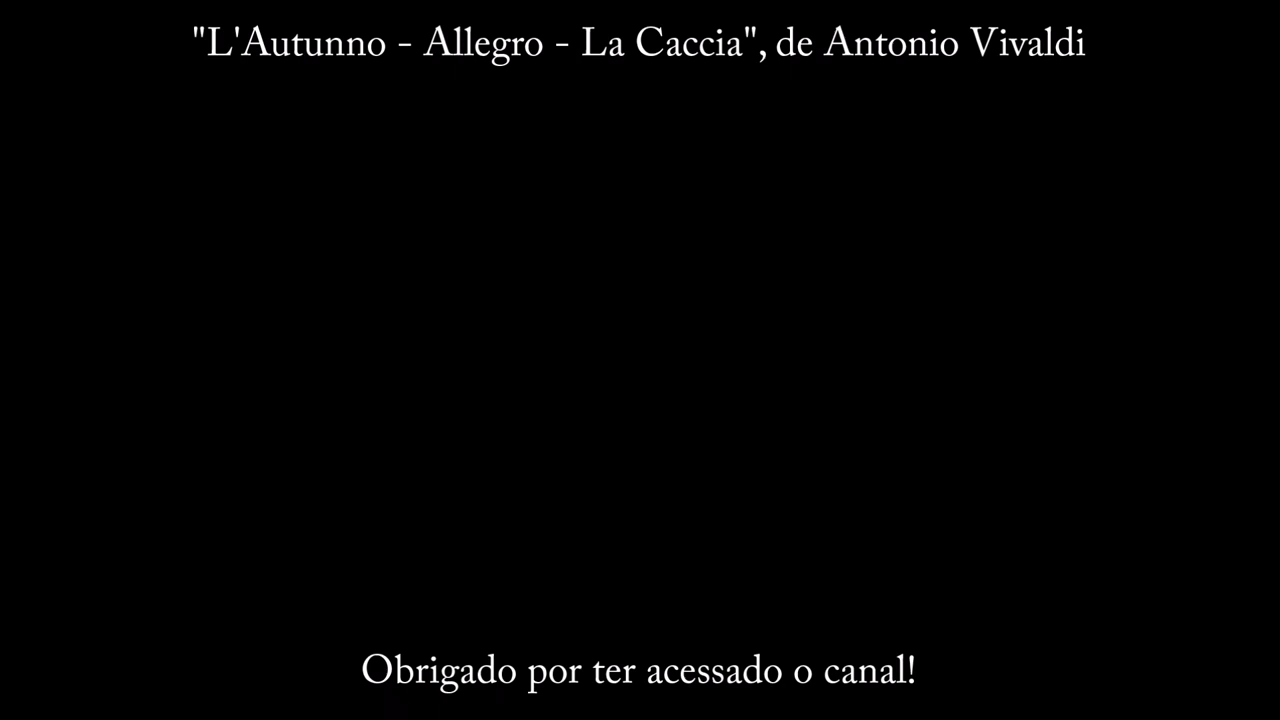 "L'Autunno - Allegro - La Caccia", de Antonio Vivaldi
Obrigado por ter acessado o canal!